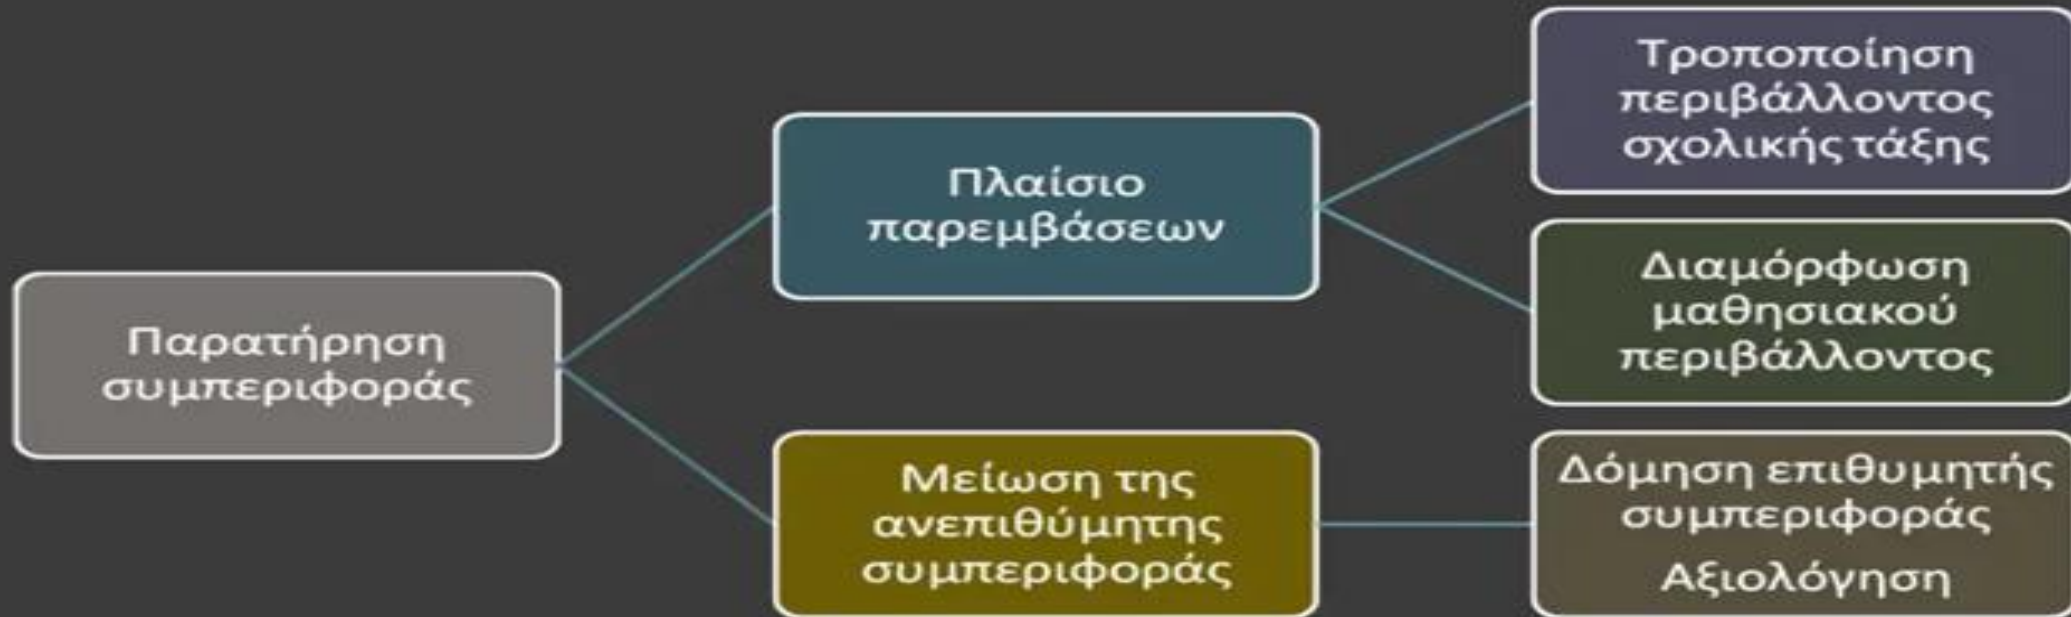 Παρατήρηση
συμπεριφοράς
Πλαίσιο
παρεμβάσεων
Τροποποίηση
περιβάλλοντος
σχολικής τάξης
Διαμόρφωση
μαθησιακού
περιβάλλοντος
Μείωση της
ανεπιθύμητης
συμπεριφοράς
Δόμηση επιθυμητής
συμπεριφοράς
Αξιολόγηση